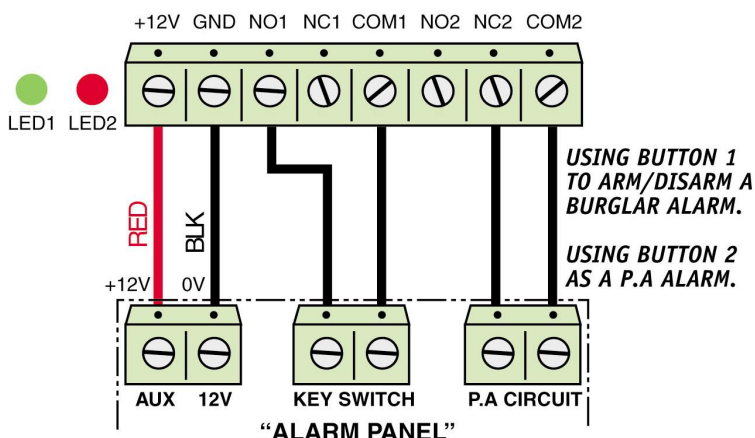 +12V GND NO1 NC1 COM1 NO2 NC2 COM2
LED1 LED2
USING BUTTON 1
TO ARM/DISARM A
BURGLAR ALARM.
RED
BLK
USING BUTTON 2
AS A P.A ALARM.
+12V 0V
AUX 12V KEY SWITCH P.A CIRCUIT
"ALARM PANEL"